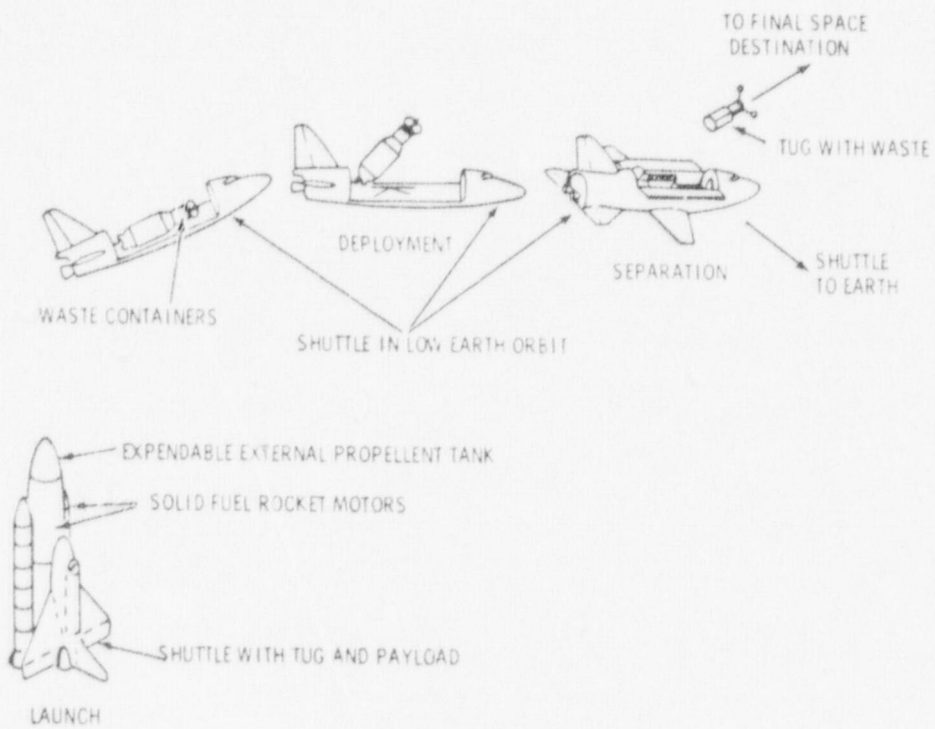 TO FINAL SPACE
DESTINATION
TUG WITH WASTE
DEPLOYMENT
SEPARATION
SHUTTLE
TO EARTH
WASTE CONTAINERS
SHUTTLE IN LOW EARTH ORBIT
EXPENDABLE EXTERNAL PROPELLENT TANK
SOLID FUEL ROCKET MOTORS
SHUTTLE WITH TUG AND PAYLOAD
LAUNCH